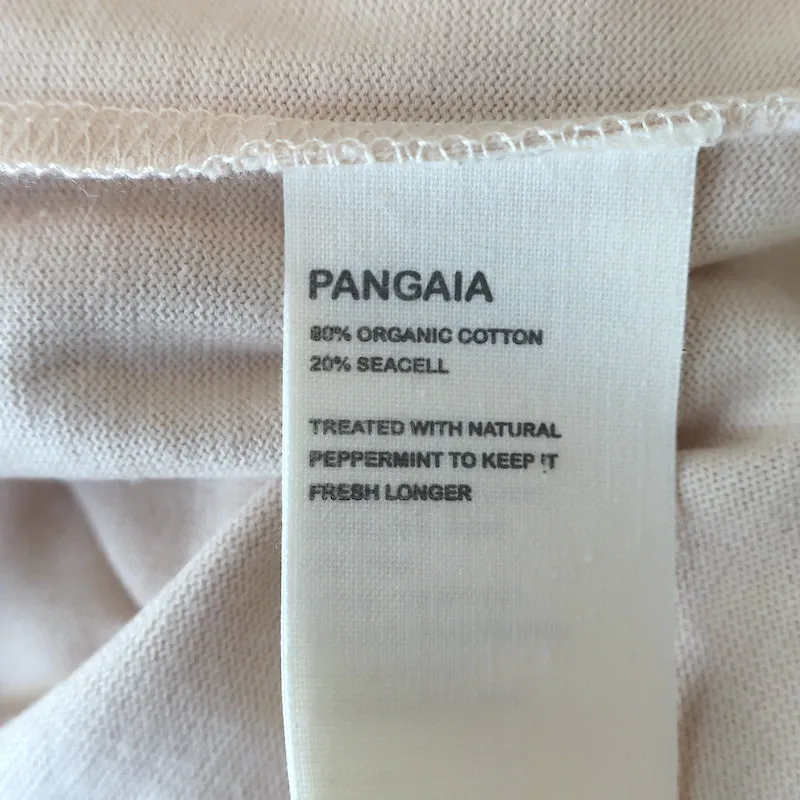 PANGAIA
80% ORGANIC COTTON
20% SEACELL
TREATED WITH NATURAL
PEPPERMINT TO KEEP IT
FRESH LONGER